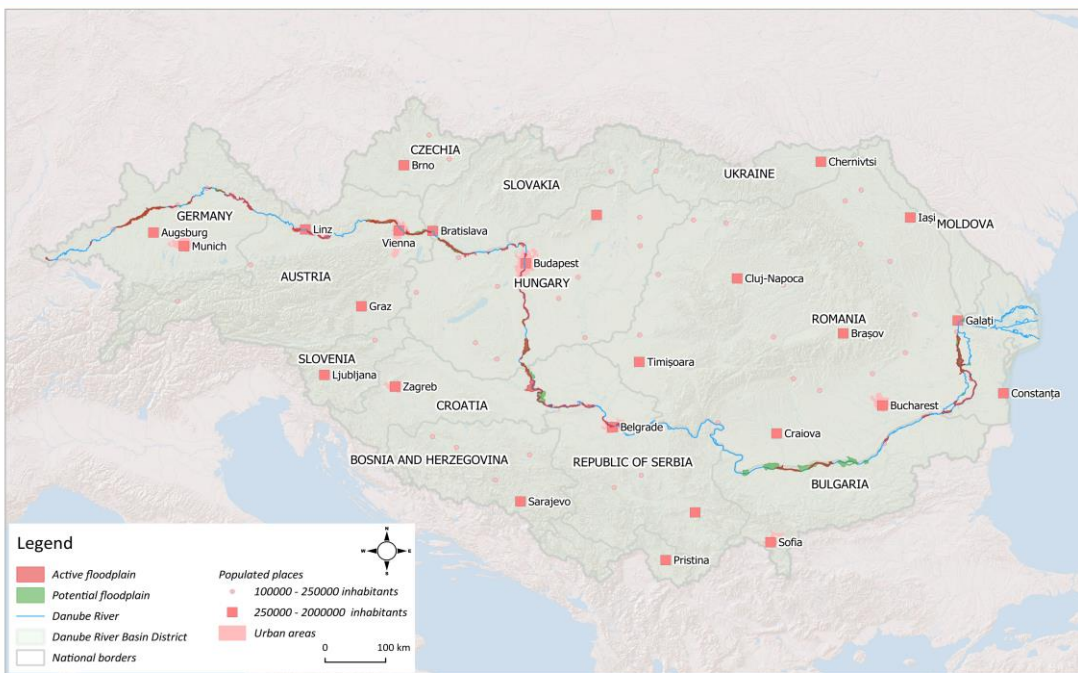 CZECHIA
Brno
SLOVAKIA
UKRAINE
Chernivtsi
GERMANY
Iași
MOLDOVA
Augsburg
Munich
Linz
Vienna
Bratislava
Budapest
HUNGARY
AUSTRIA
Cluj-Napoca
Graz
ROMANIA
Brașov
Galați
SLOVENIA
Ljubljana
Zagreb
Timișoara
CROATIA
Constanța
Bucharest
Belgrade
Craiova
BOSNIA AND HERZEGOVINA
REPUBLIC OF SERBIA
BULGARIA
Sarajevo
Sofia
Pristina
Legend
N
W
E
S
Active floodplain
Potential floodplain
Danube River
Danube River Basin District
National borders
Populated places
100000 - 250000 inhabitants
250000 - 2000000 inhabitants
Urban areas
0
100 km